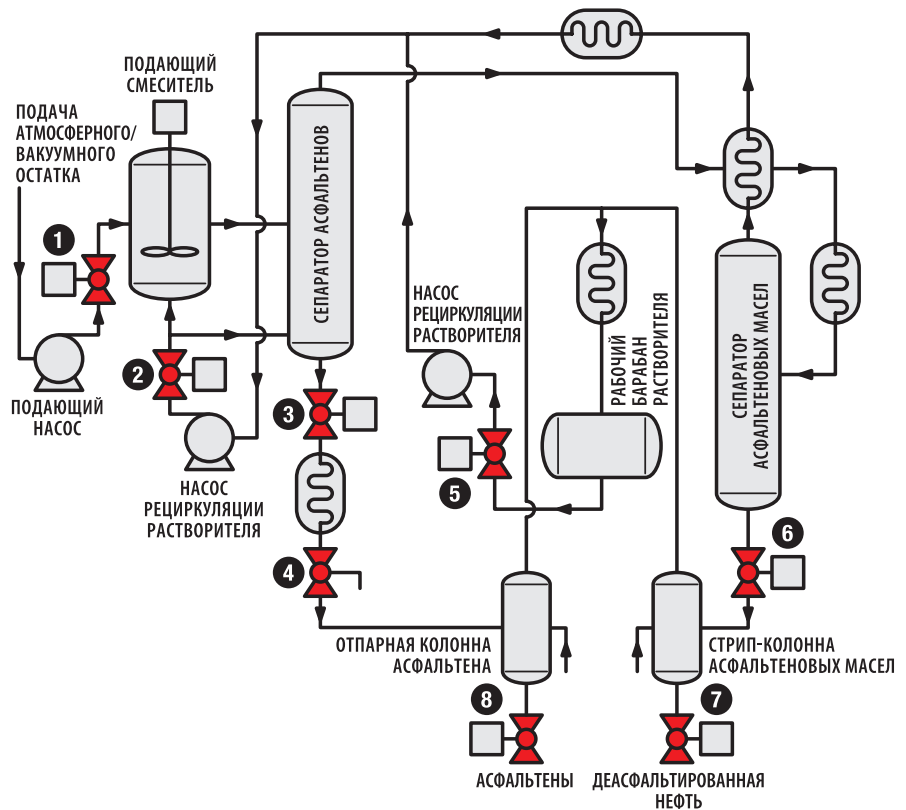 ПОДАЮЩИЙ
СМЕСИТЕЛЬ
ПОДАЧА
АТМОСФЕРНОГО/
ВАКУУМНОГО
ОСТАТКА
1
СЕПАРАТОР АСФАЛЬТЕНОВ
2
ПОДАЮЩИЙ
НАСОС
НАСОС
РЕЦИРКУЛЯЦИИ
РАСТВОРИТЕЛЯ
3
4
НАСОС
РЕЦИРКУЛЯЦИИ
РАСТВОРИТЕЛЯ
5
РАБОЧИЙ
БАРАБАН
РАСТВОРИТЕЛЯ
СЕПАРАТОР
АСФАЛЬТЕНОВЫХ МАСЕЛ
6
ОТПАРНАЯ КОЛОННА
АСФАЛЬТЕНА
СТРИП-КОЛОННА
АСФАЛЬТЕНОВЫХ МАСЕЛ
8
7
АСФАЛЬТЕНЫ
ДЕАСФАЛЬТИРОВАННАЯ
НЕФТЬ